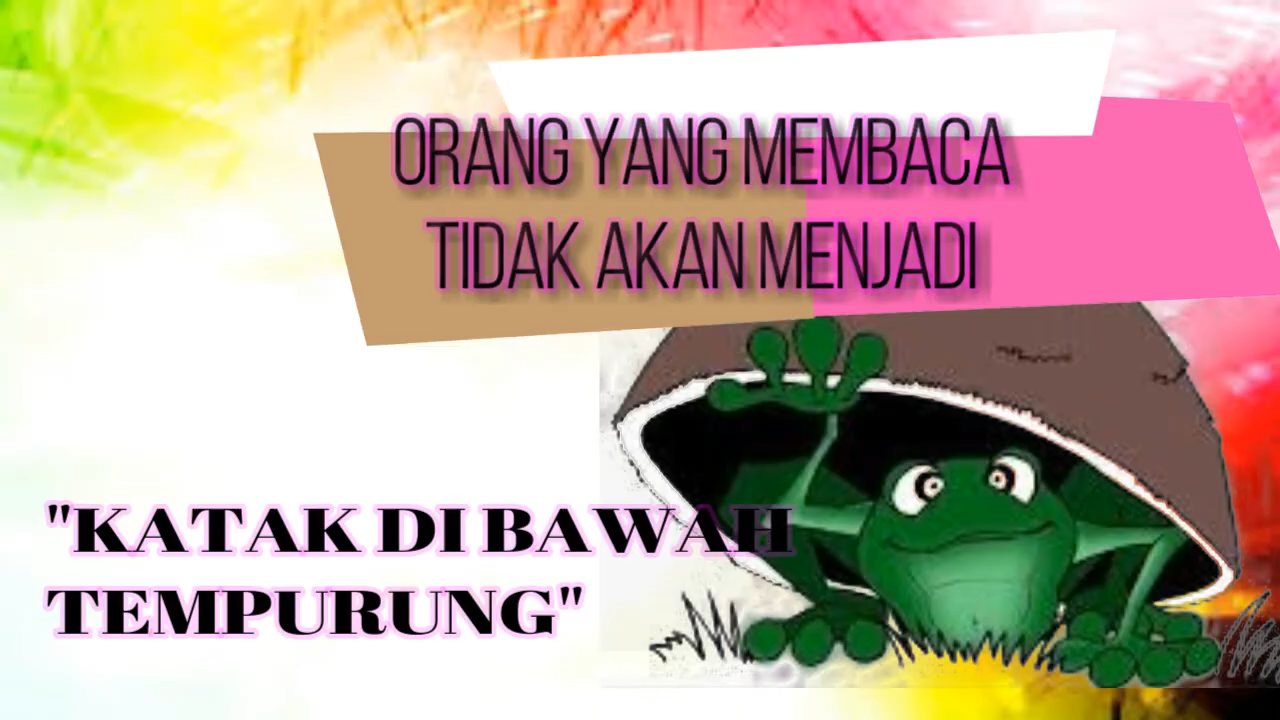 ORANG YANG MEMBACA
TIDAK AKAN MENJADI
"KATAK DI BAWAH
TEMPURUNG"